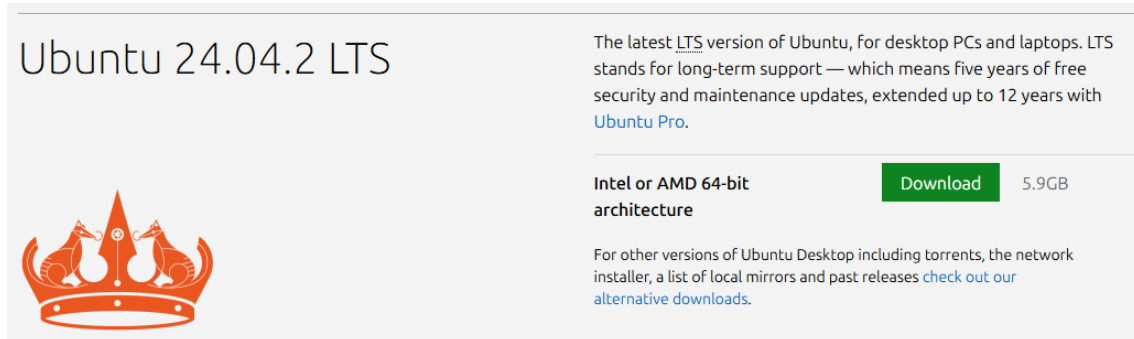 Ubuntu 24.04.2 LTS
The latest LTS version of Ubuntu, for desktop PCs and laptops. LTS
stands for long-term support — which means five years of free
security and maintenance updates, extended up to 12 years with
Ubuntu Pro.
Intel or AMD 64-bit
architecture
Download
5.9GB
For other versions of Ubuntu Desktop including torrents, the network
installer, a list of local mirrors and past releases check out our
alternative downloads.